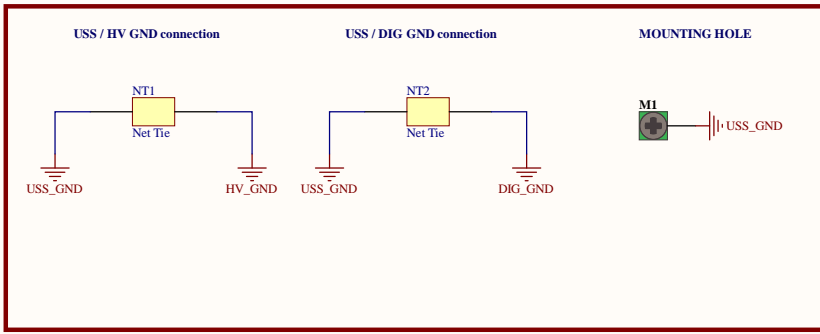 USS / HV GND connection
USS / DIG GND connection
MOUNTING HOLE
NT1
NT2
M1
Net Tie
Net Tie
USS_GND
USS_GND
HV_GND
USS_GND
DIG_GND